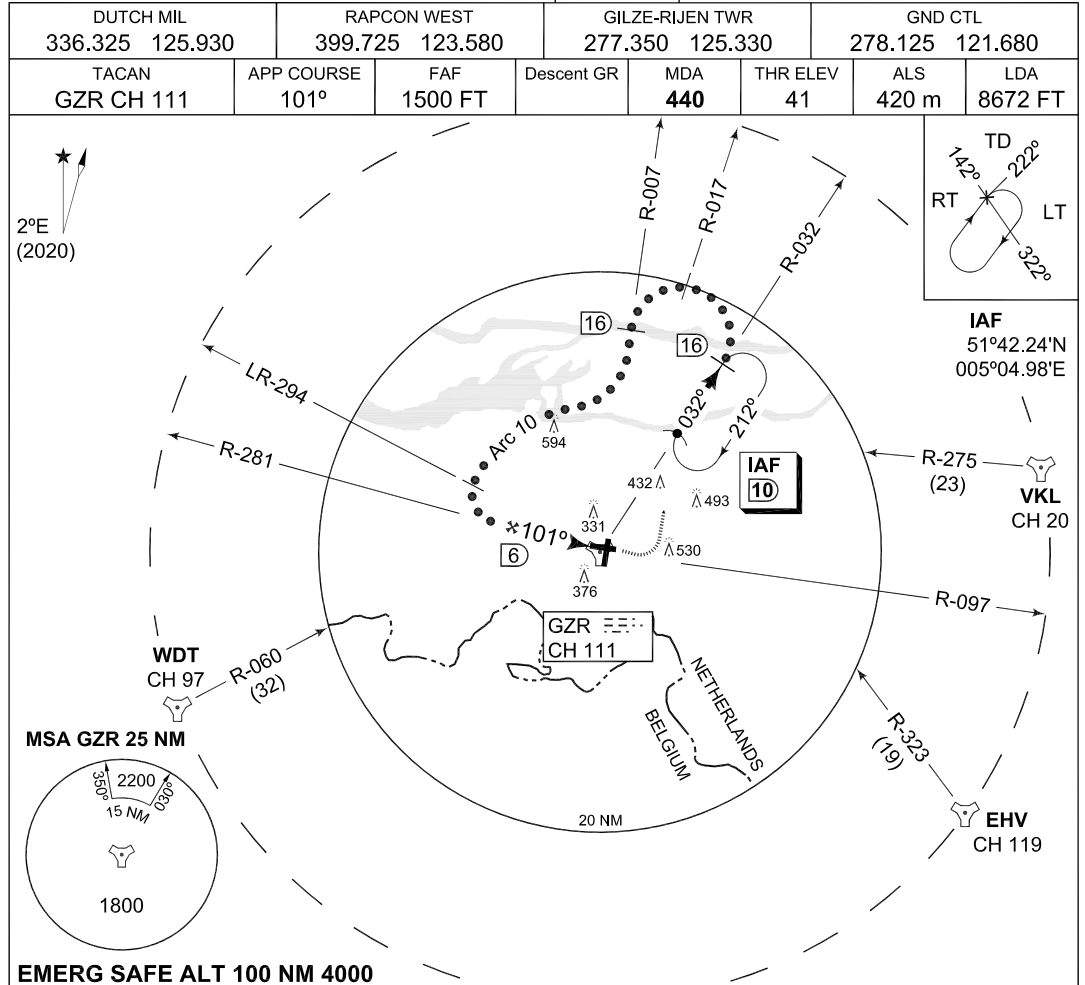 DUTCH MIL
336.325 125.930
RAPCON WEST
399.725 123.580
GILZE-RIJEN TWR
277.350 125.330
GND CTL
278.125 121.680
TACAN
GZR CH 111
APP COURSE
101º
FAF
1500 FT
Descent GR
MDA
440
THR ELEV
41
ALS
420 m
LDA
8672 FT
2ºE
(2020)
R-007
R-017
R-032
TD
142º
222º
RT
LT
322º
IAF
51º42.24'N
005º04.98'E
16
16
LR-294
Arc 10
594
032º
212º
R-281
IAF
10
432
493
R-275
(23)
VKL
CH 20
331
101º
6
530
376
R-097
GZR
CH 111
WDT
CH 97
R-060
(32)
NETHERLANDS
BELGIUM
R-323
(19)
MSA GZR 25 NM
350º
2200
030º
15 NM
1800
20 NM
EHV
CH 119
EMERG SAFE ALT 100 NM 4000